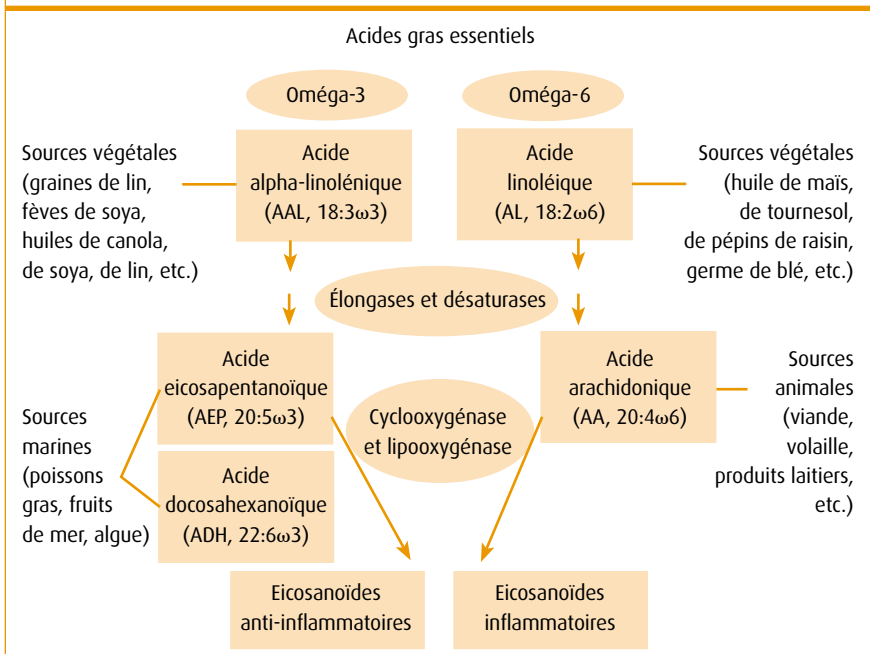 Acides gras essentiels
Oméga-3
Oméga-6
Sources végétales
(graines de lin,
fèves de soya,
huiles de canola,
de soya, de lin, etc.)
Acide
alpha-linolénique
(AAL, 18:3ω3)
Acide
linoléique
(AL, 18:2ω6)
Sources végétales
(huile de maïs,
de tournesol,
de pépins de raisin,
germe de blé, etc.)
Élongases et désaturases
Acide
eicosapentanoïque
(AEP, 20:5ω3)
Acide
arachidonique
(AA, 20:4ω6)
Sources
animales
(viande,
volaille,
produits laitiers,
etc.)
Sources
marines
(poissons
gras, fruits
de mer, algue)
Cyclooxygénase
et lipooxygénase
Acide
docosahexanoïque
(ADH, 22:6ω3)
Eicosanoïdes
anti-inflammatoires
Eicosanoïdes
inflammatoires